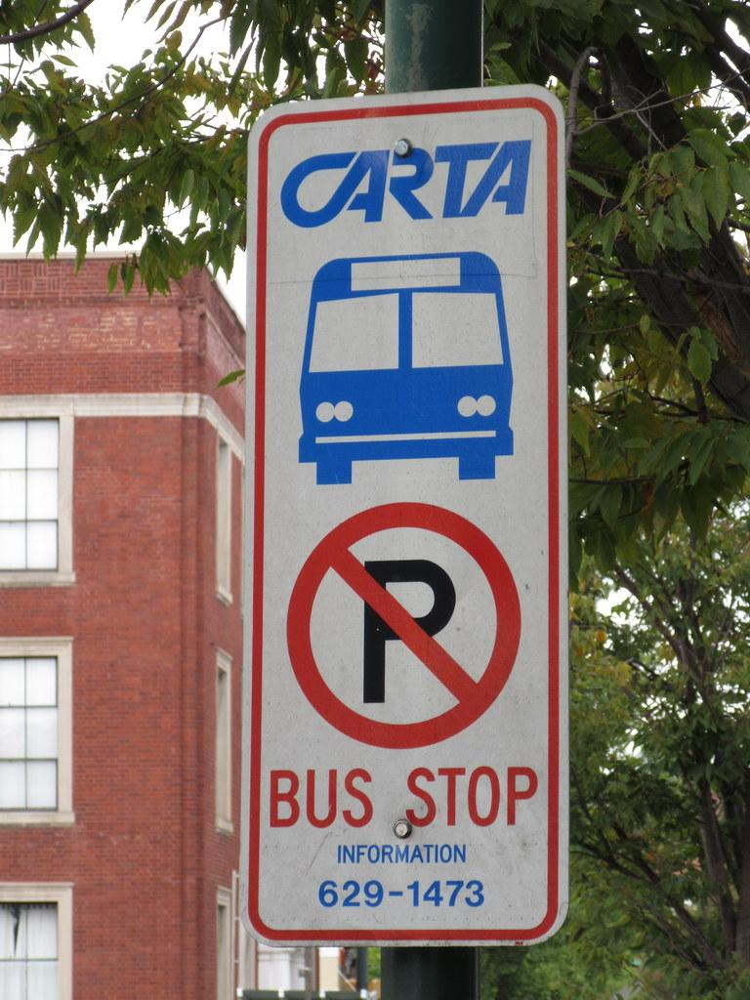 CARTA
P
BUS STOP
INFORMATION
629-1473